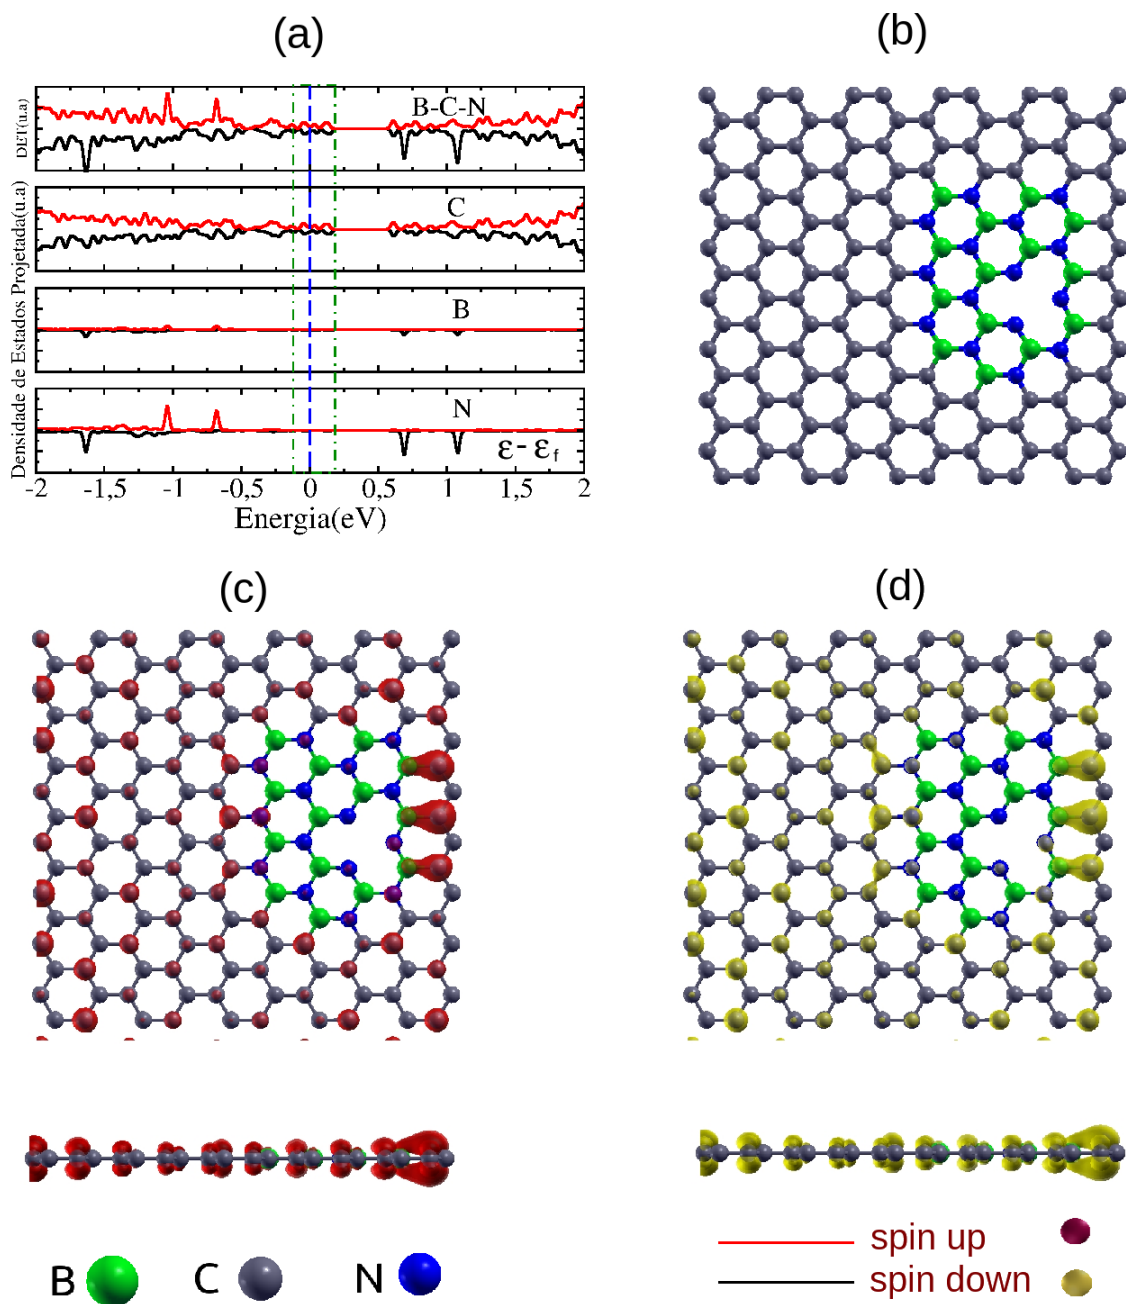 (a)
(b)
DET(u.a)
B-C-N
Densidade de Estados Projetada(u.a)
C
B
N
ε- ε_f
-2 -1,5 -1 -0,5 0 0,5 1 1,5 2
Energia(eV)
(c)
(d)
B C N
spin up
spin down